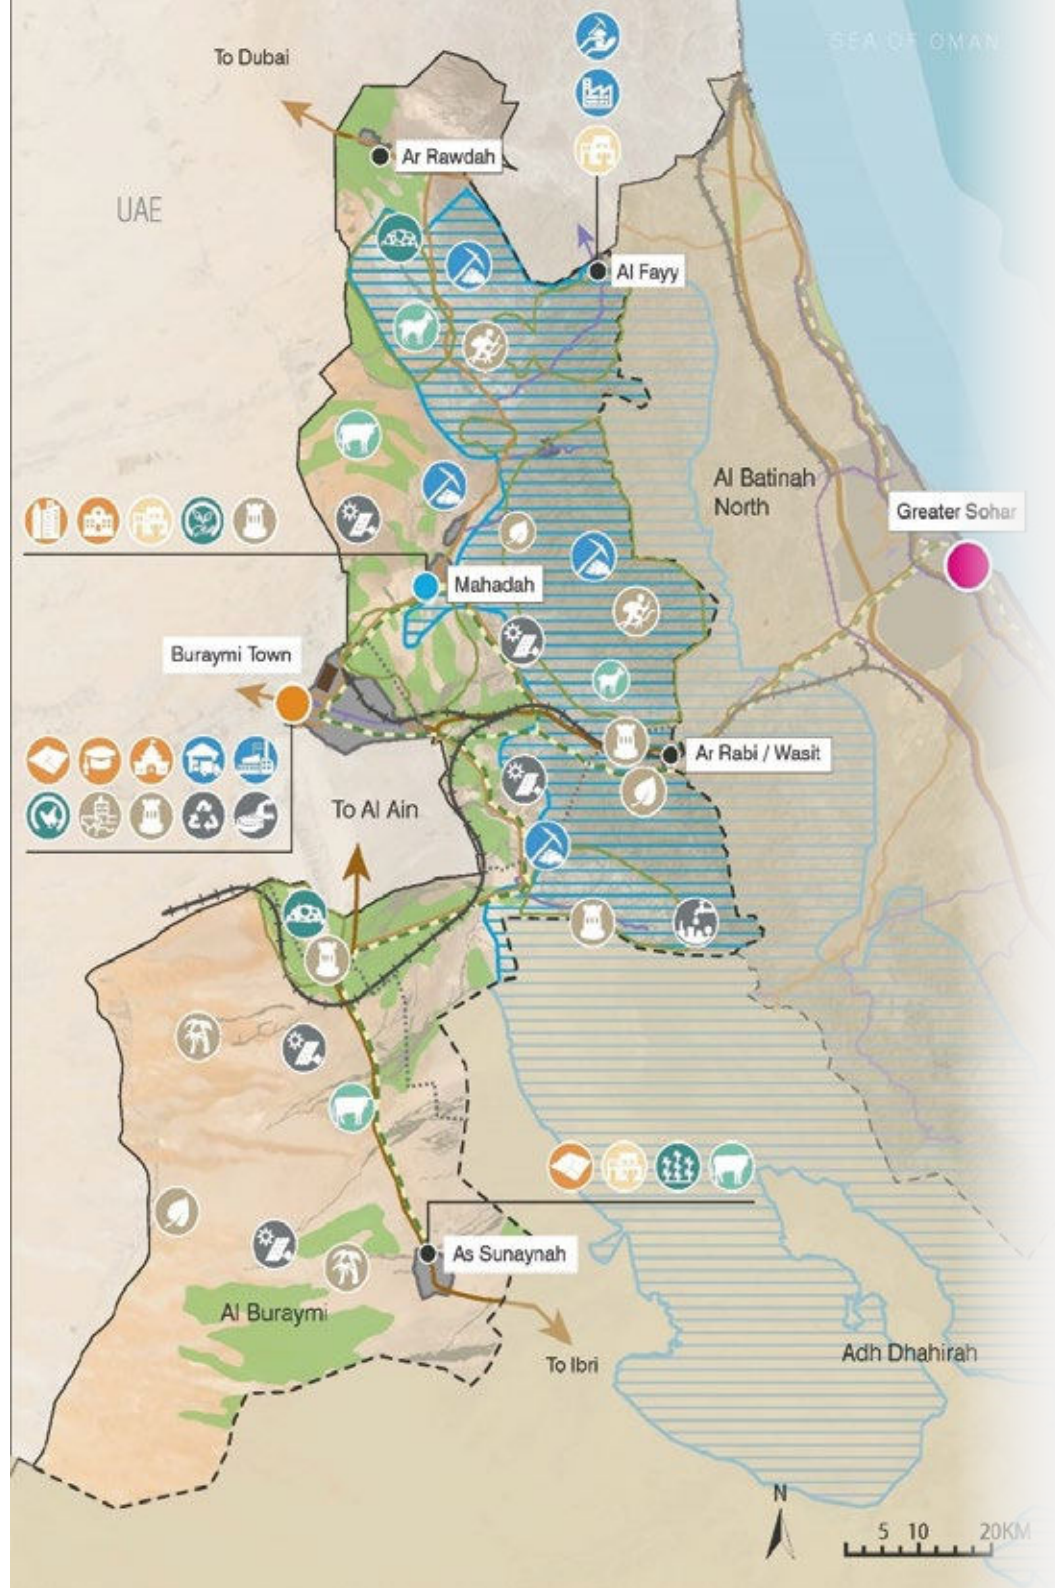 SEA OF OMAN
To Dubai
Ar Rawdah
UAE
Al Fayy
Al Batinah
North
Greater Sohar
Mahadah
Buraymi Town
Ar Rabi / Wasit
To Al Ain
As Sunaynah
Al Buraymi
To Ibri
Adh Dhahirah
N
5 10 20KM